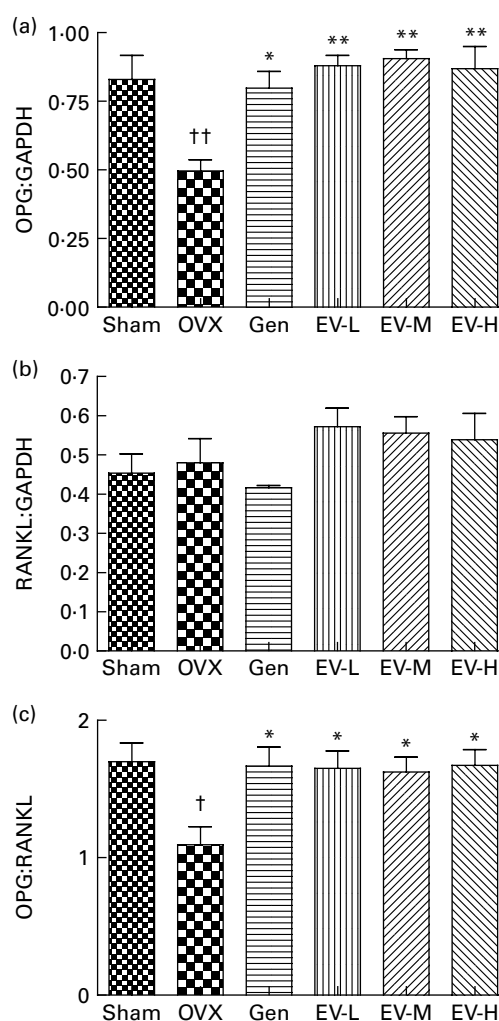 (a)
1·00
0·75
0·50
0·25
0·00
OPG:GAPDH
††
*
**
**
**
Sham OVX Gen EV-L EV-M EV-H
(b)
0·7
0·6
0·5
0·4
0·3
0·2
0·1
0·0
RANKL:GAPDH
Sham OVX Gen EV-L EV-M EV-H
(c)
2
1
0
OPG:RANKL
†
*
*
*
*
Sham OVX Gen EV-L EV-M EV-H